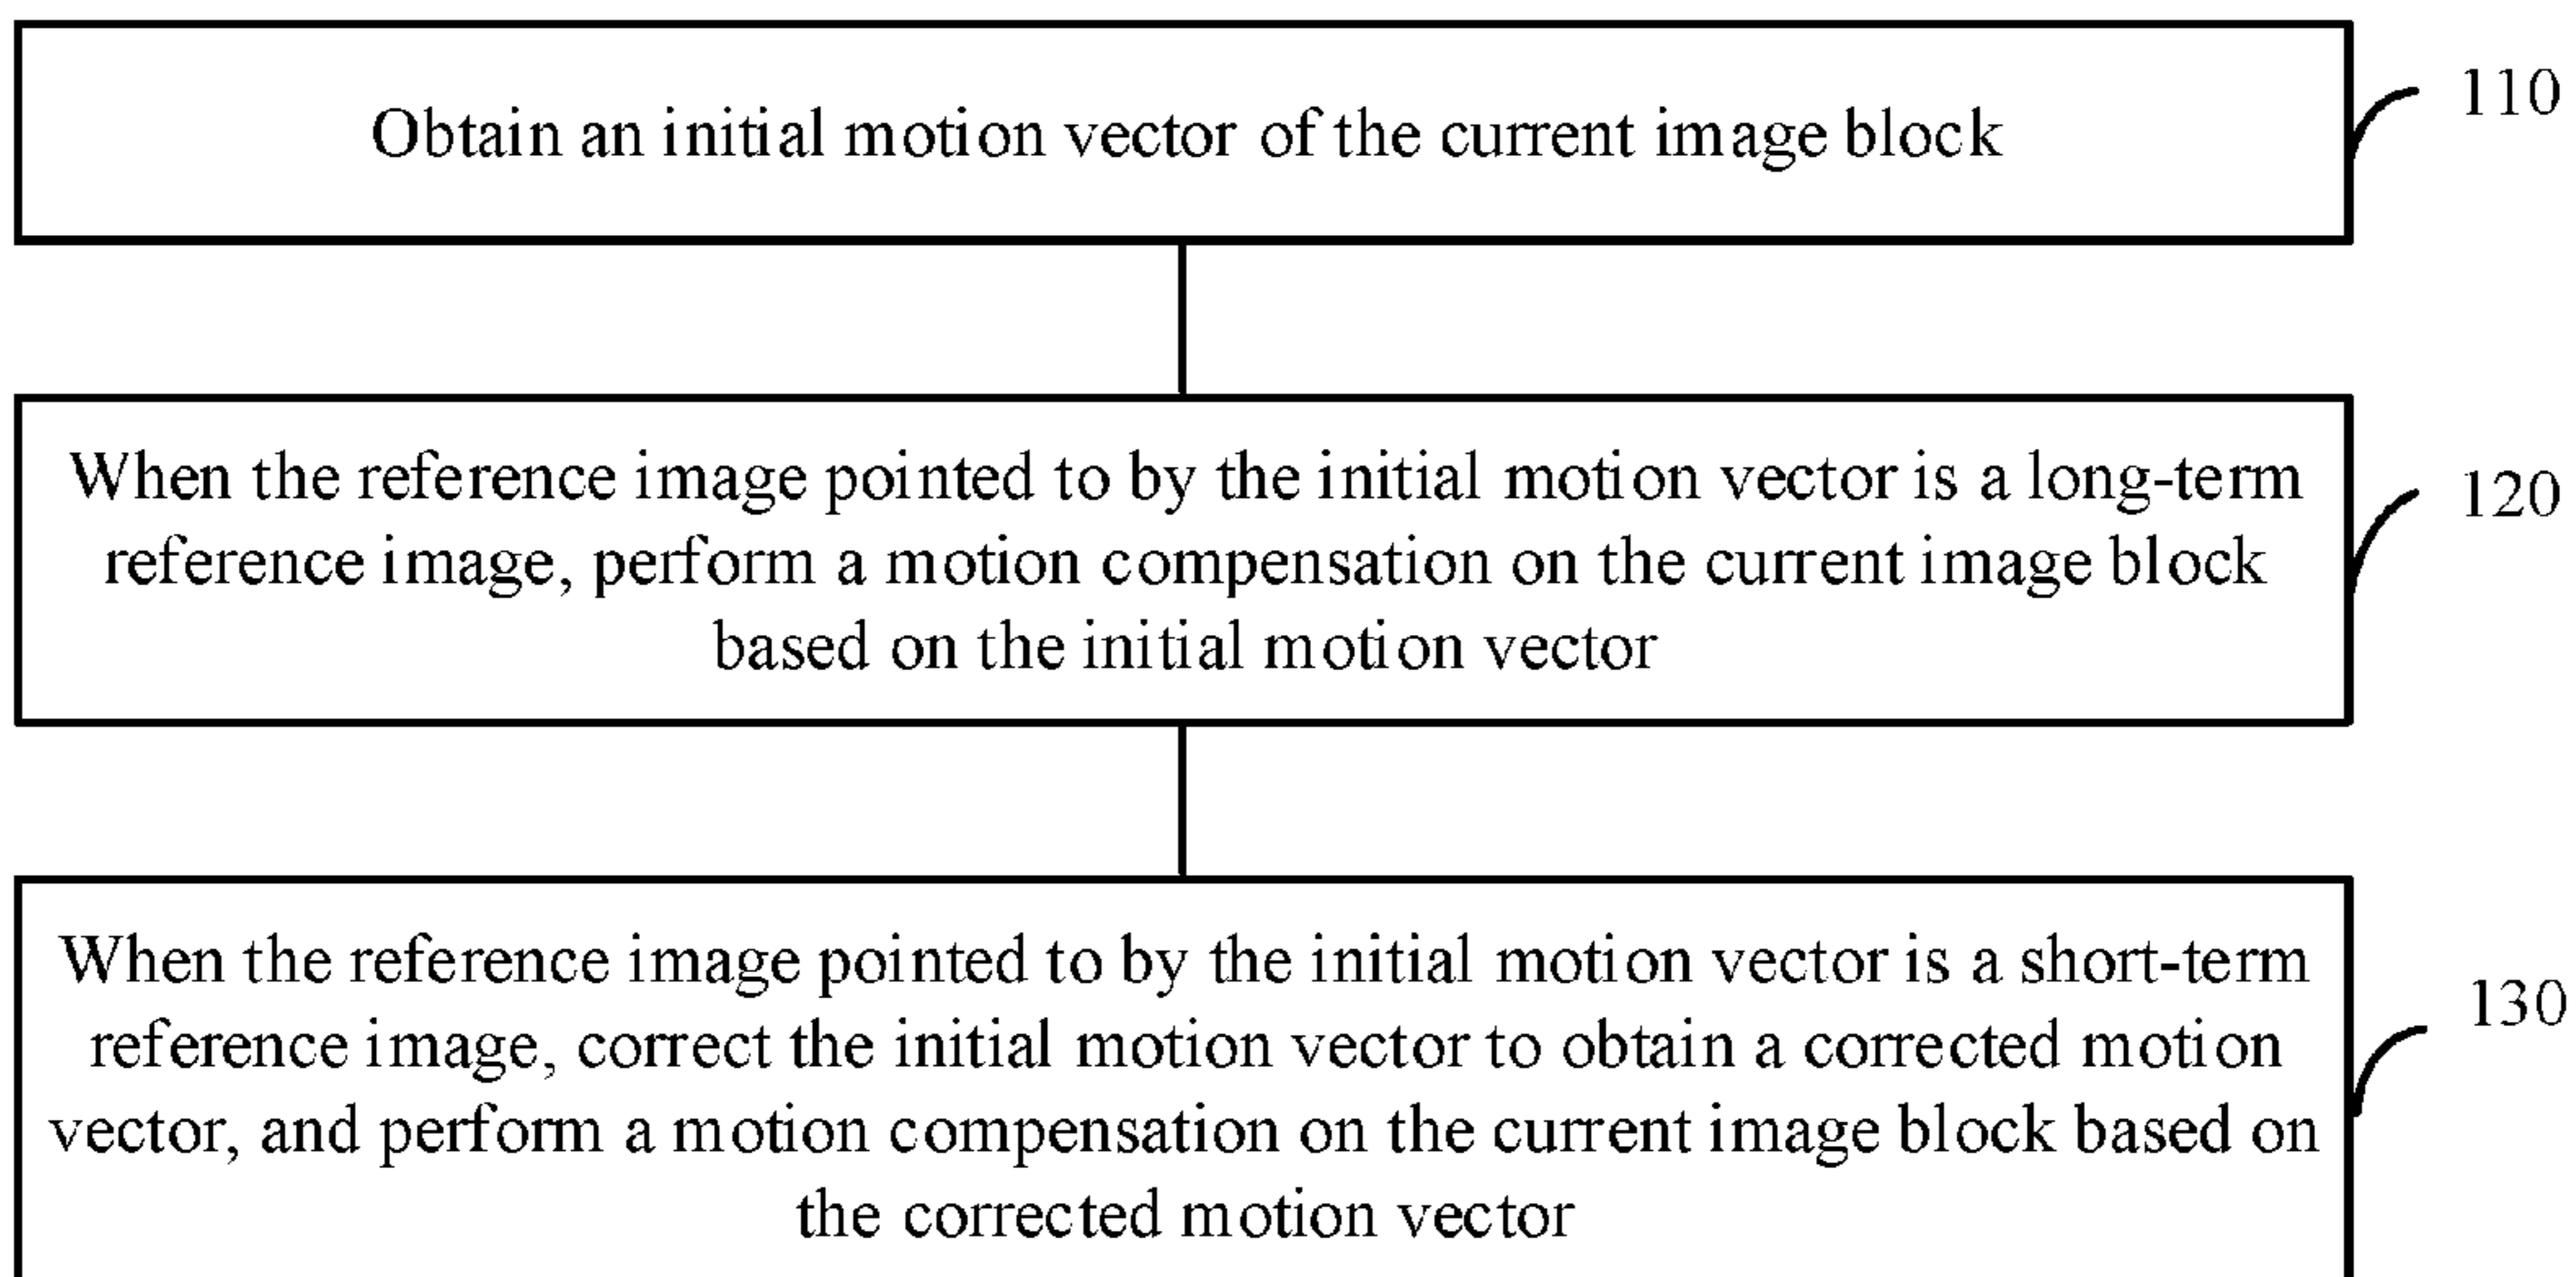 Obtain an initial motion vector of the current image block
110
When the reference image pointed to by the initial motion vector is a long-term
reference image, perform a motion compensation on the current image block
based on the initial motion vector
120
When the reference image pointed to by the initial motion vector is a short-term
reference image, correct the initial motion vector to obtain a corrected motion
vector, and perform a motion compensation on the current image block based on
the corrected motion vector
130